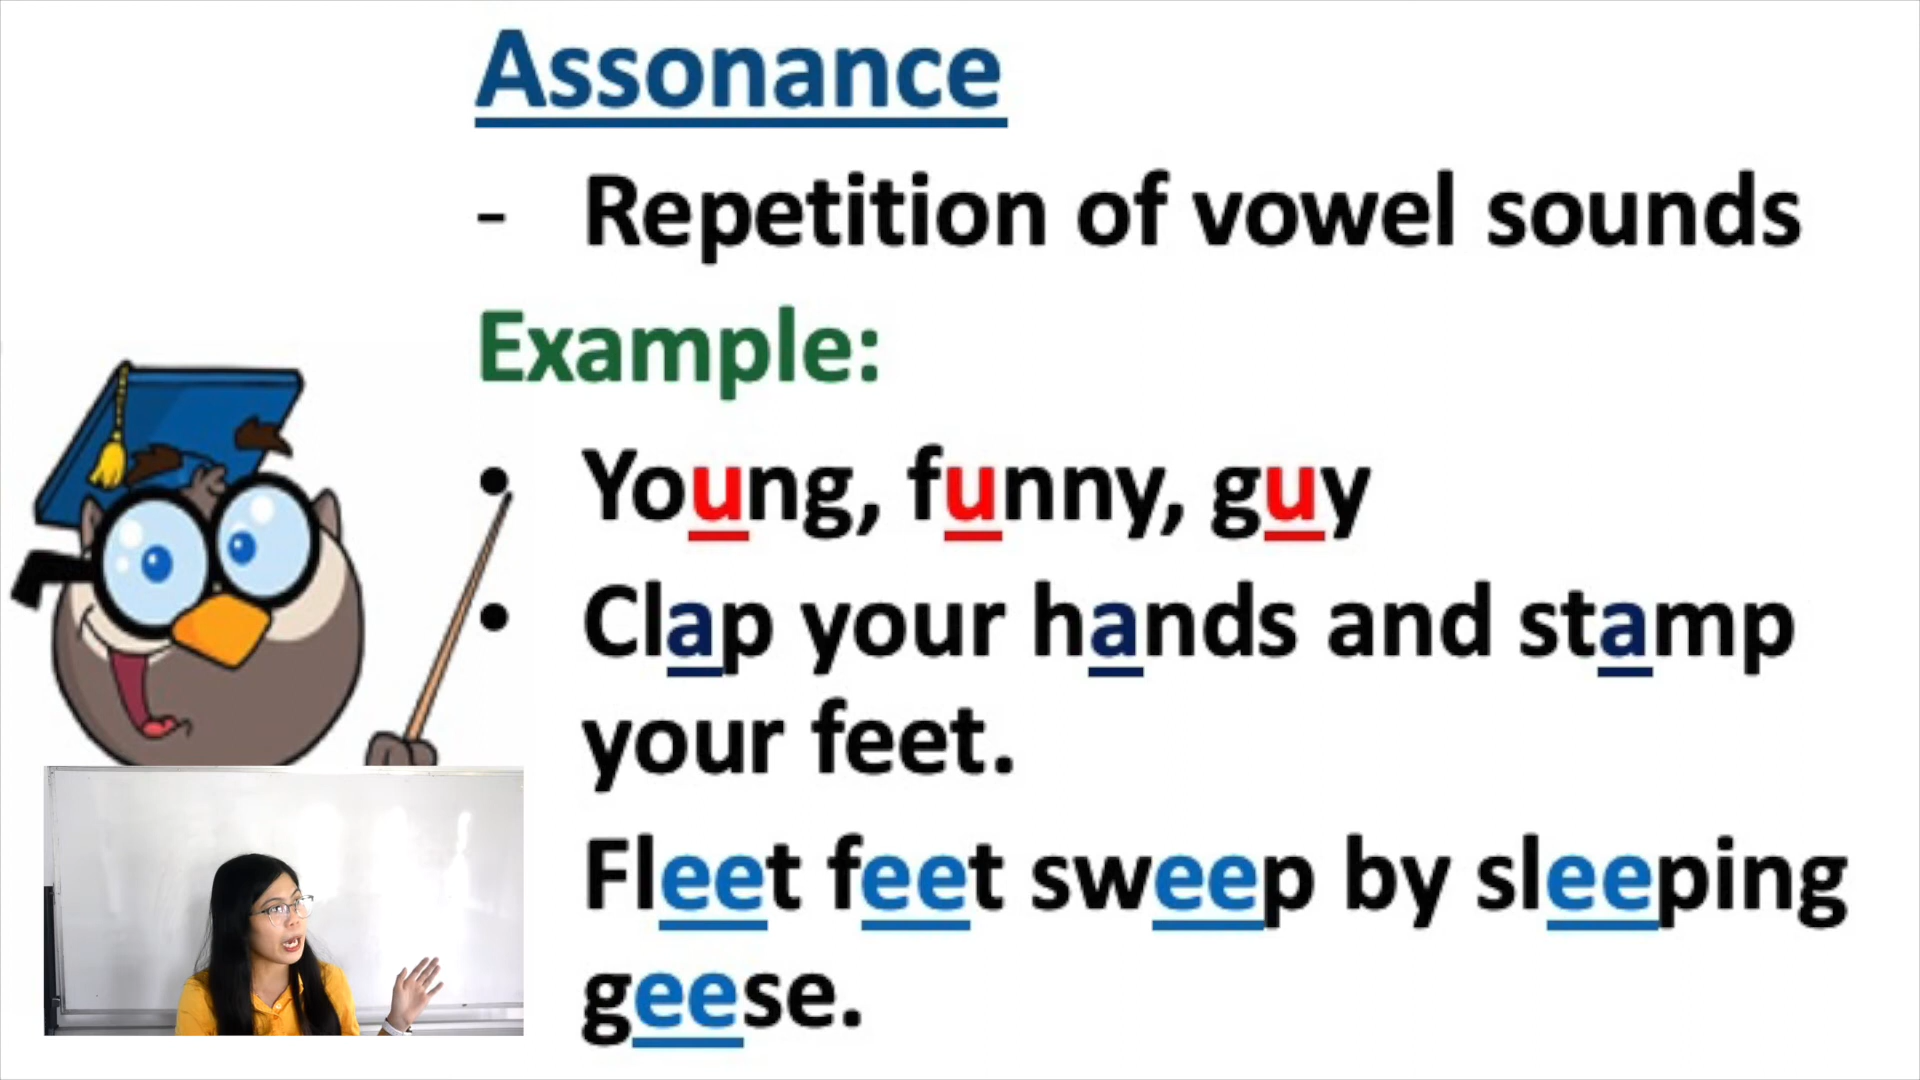 Assonance
- Repetition of vowel sounds
Example:
• Young, funny, guy
• Clap your hands and stamp
your feet.
Fleet feet sweep by sleeping
geese.